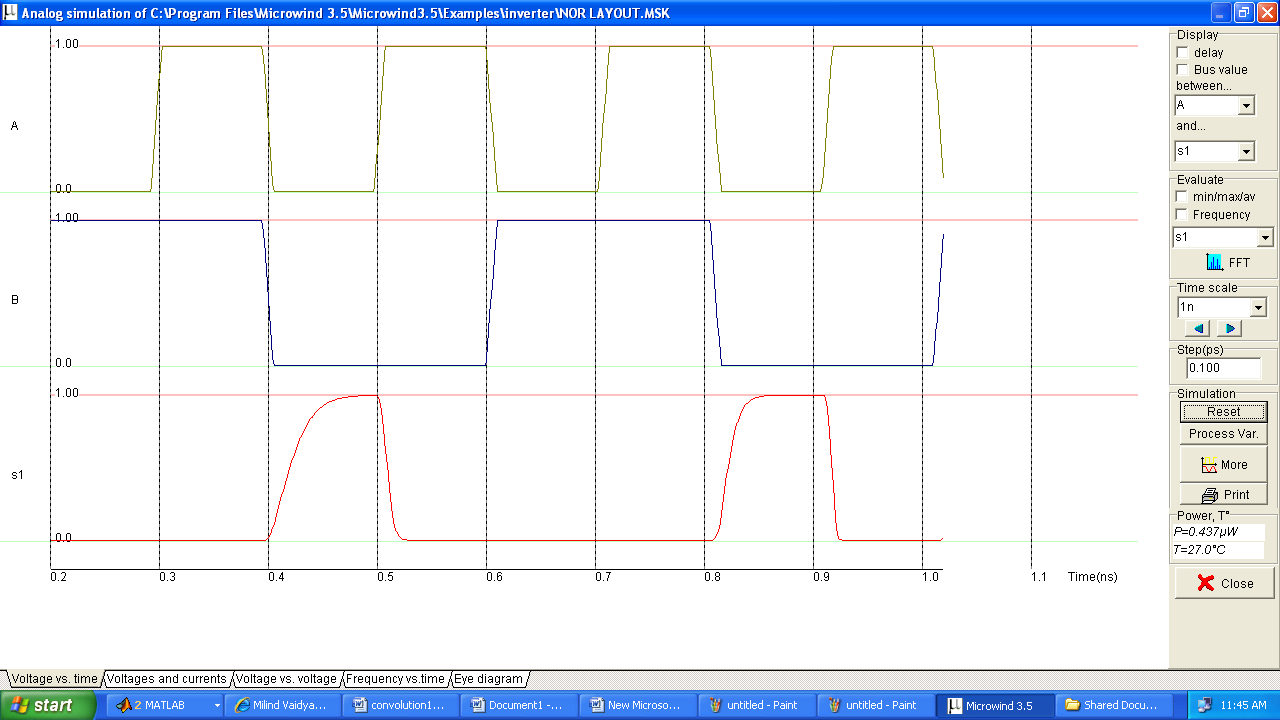 Analog simulation of C:\Program Files\Microwind 3.5\Microwind3.5\Examples\inverter\NOR LAYOUT.MSK
1.00
A
0.0
1.00
B
0.0
1.00
s1
0.0
0.2 0.3 0.4 0.5 0.6 0.7 0.8 0.9 1.0 1.1 Time(ns)
Display
delay
Bus value
between...
A
and...
s1
Evaluate
min/max/av
Frequency
s1
FFT
Time scale
1n
Step(ps)
0.100
Simulation
Reset
Process Var.
More
Print
Power, T°
P=0.437µW
T=27.0°C
Close
Voltage vs. time Voltages and currents Voltage vs. voltage Frequency vs.time Eye diagram
start 2 MATLAB Milind Vaidya... convolution1... Document1 -... New Microso... untitled - Paint untitled - Paint Microwind 3.5 Shared Docu... 11:45 AM